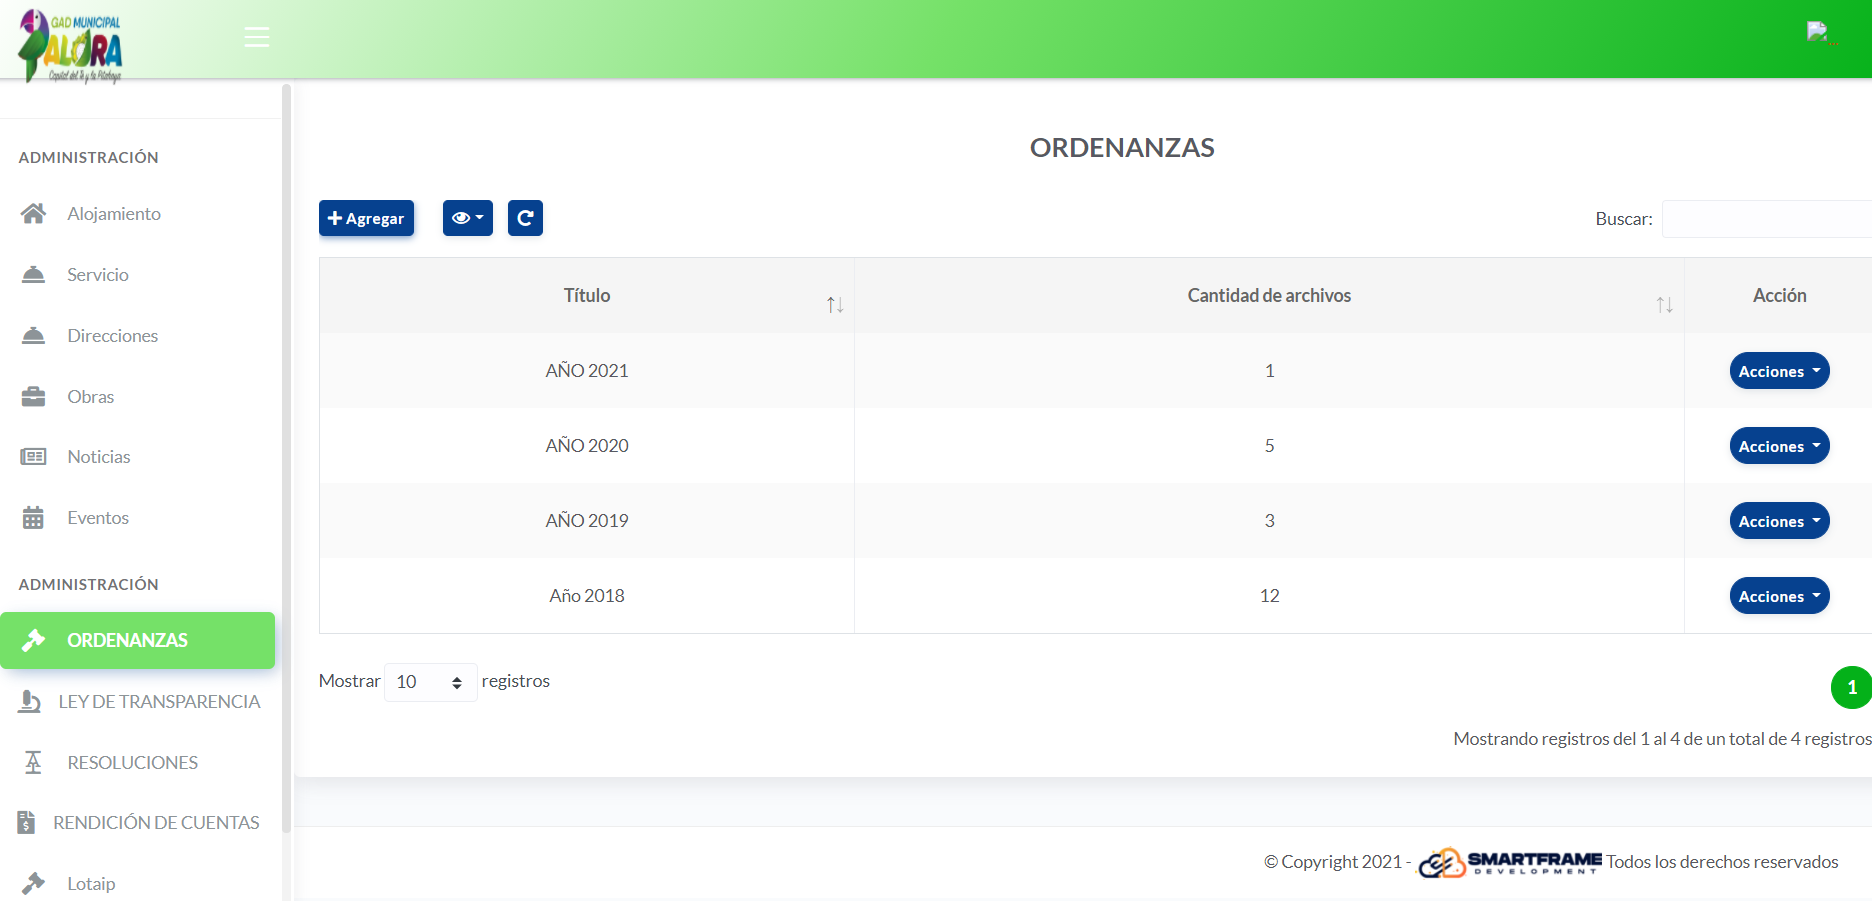 GAD MUNICIPAL
PALORA
Capital del Té y la Pitahaya
ADMINISTRACIÓN
Alojamiento
Servicio
Direcciones
Obras
Noticias
Eventos
ADMINISTRACIÓN
ORDENANZAS
LEY DE TRANSPARENCIA
RESOLUCIONES
RENDICIÓN DE CUENTAS
Lotaip
ORDENANZAS
Agregar
Buscar:
Título Cantidad de archivos Acción
AÑO 2021 1 Acciones
AÑO 2020 5 Acciones
AÑO 2019 3 Acciones
Año 2018 12 Acciones
Mostrar 10 registros
1
Mostrando registros del 1 al 4 de un total de 4 registros
© Copyright 2021 - SMARTFRAME DEVELOPMENT Todos los derechos reservados